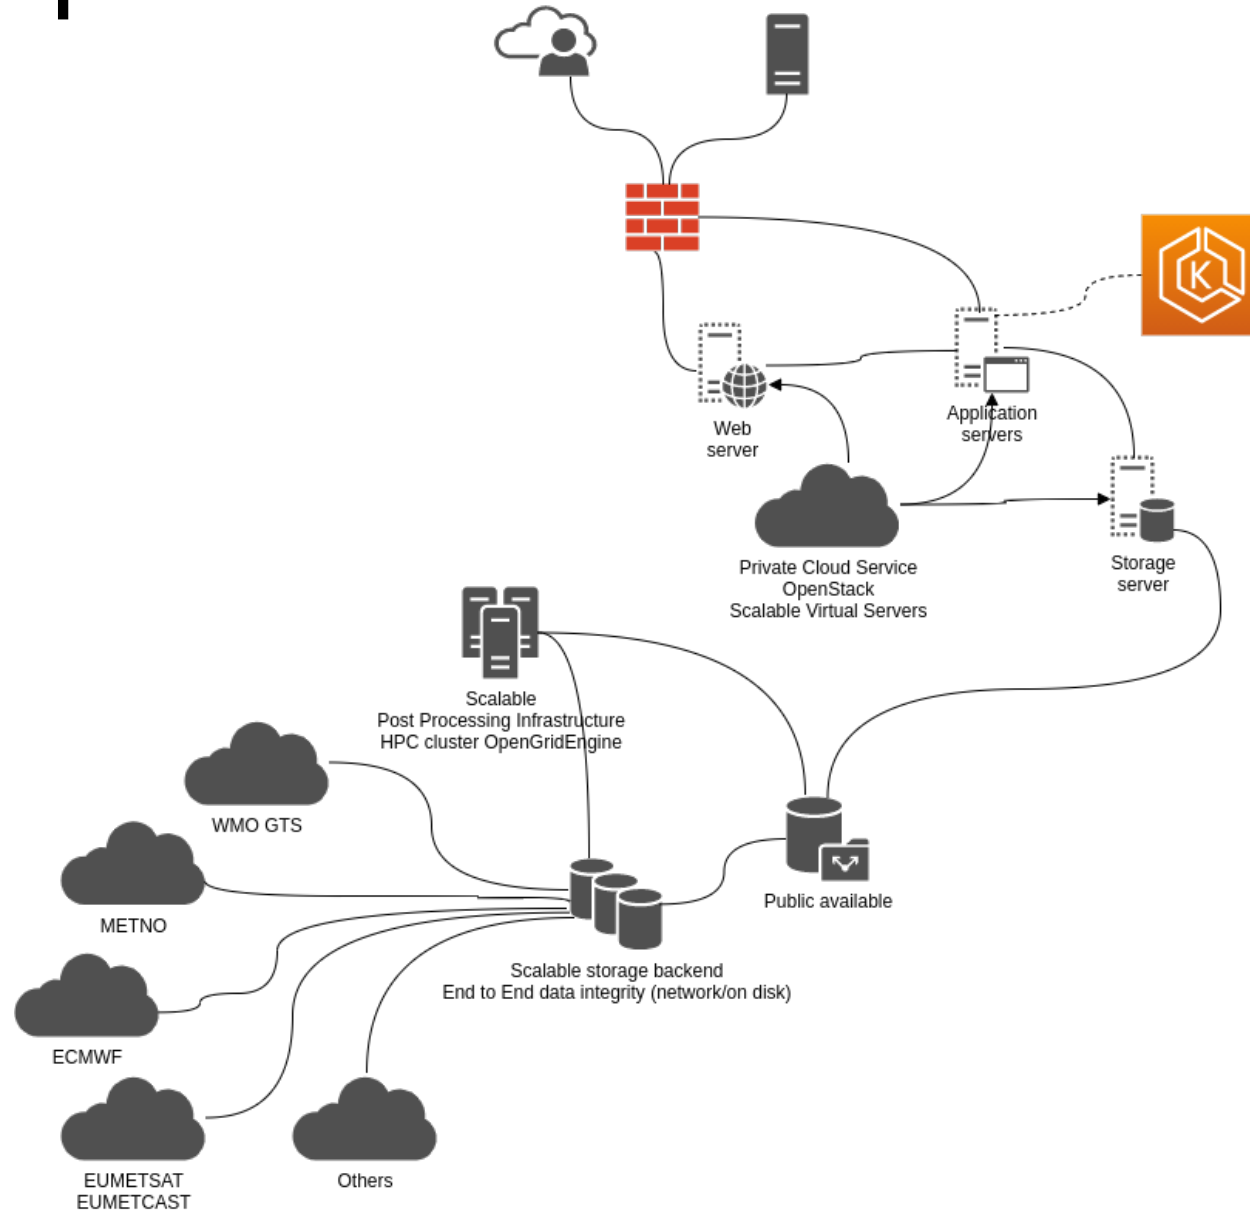 K
Web
server
Application
servers
Private Cloud Service
OpenStack
Scalable Virtual Servers
Storage
server
Scalable
Post Processing Infrastructure
HPC cluster OpenGridEngine
WMO GTS
METNO
Public available
Scalable storage backend
End to End data integrity (network/on disk)
ECMWF
EUMETSAT
EUMETCAST
Others